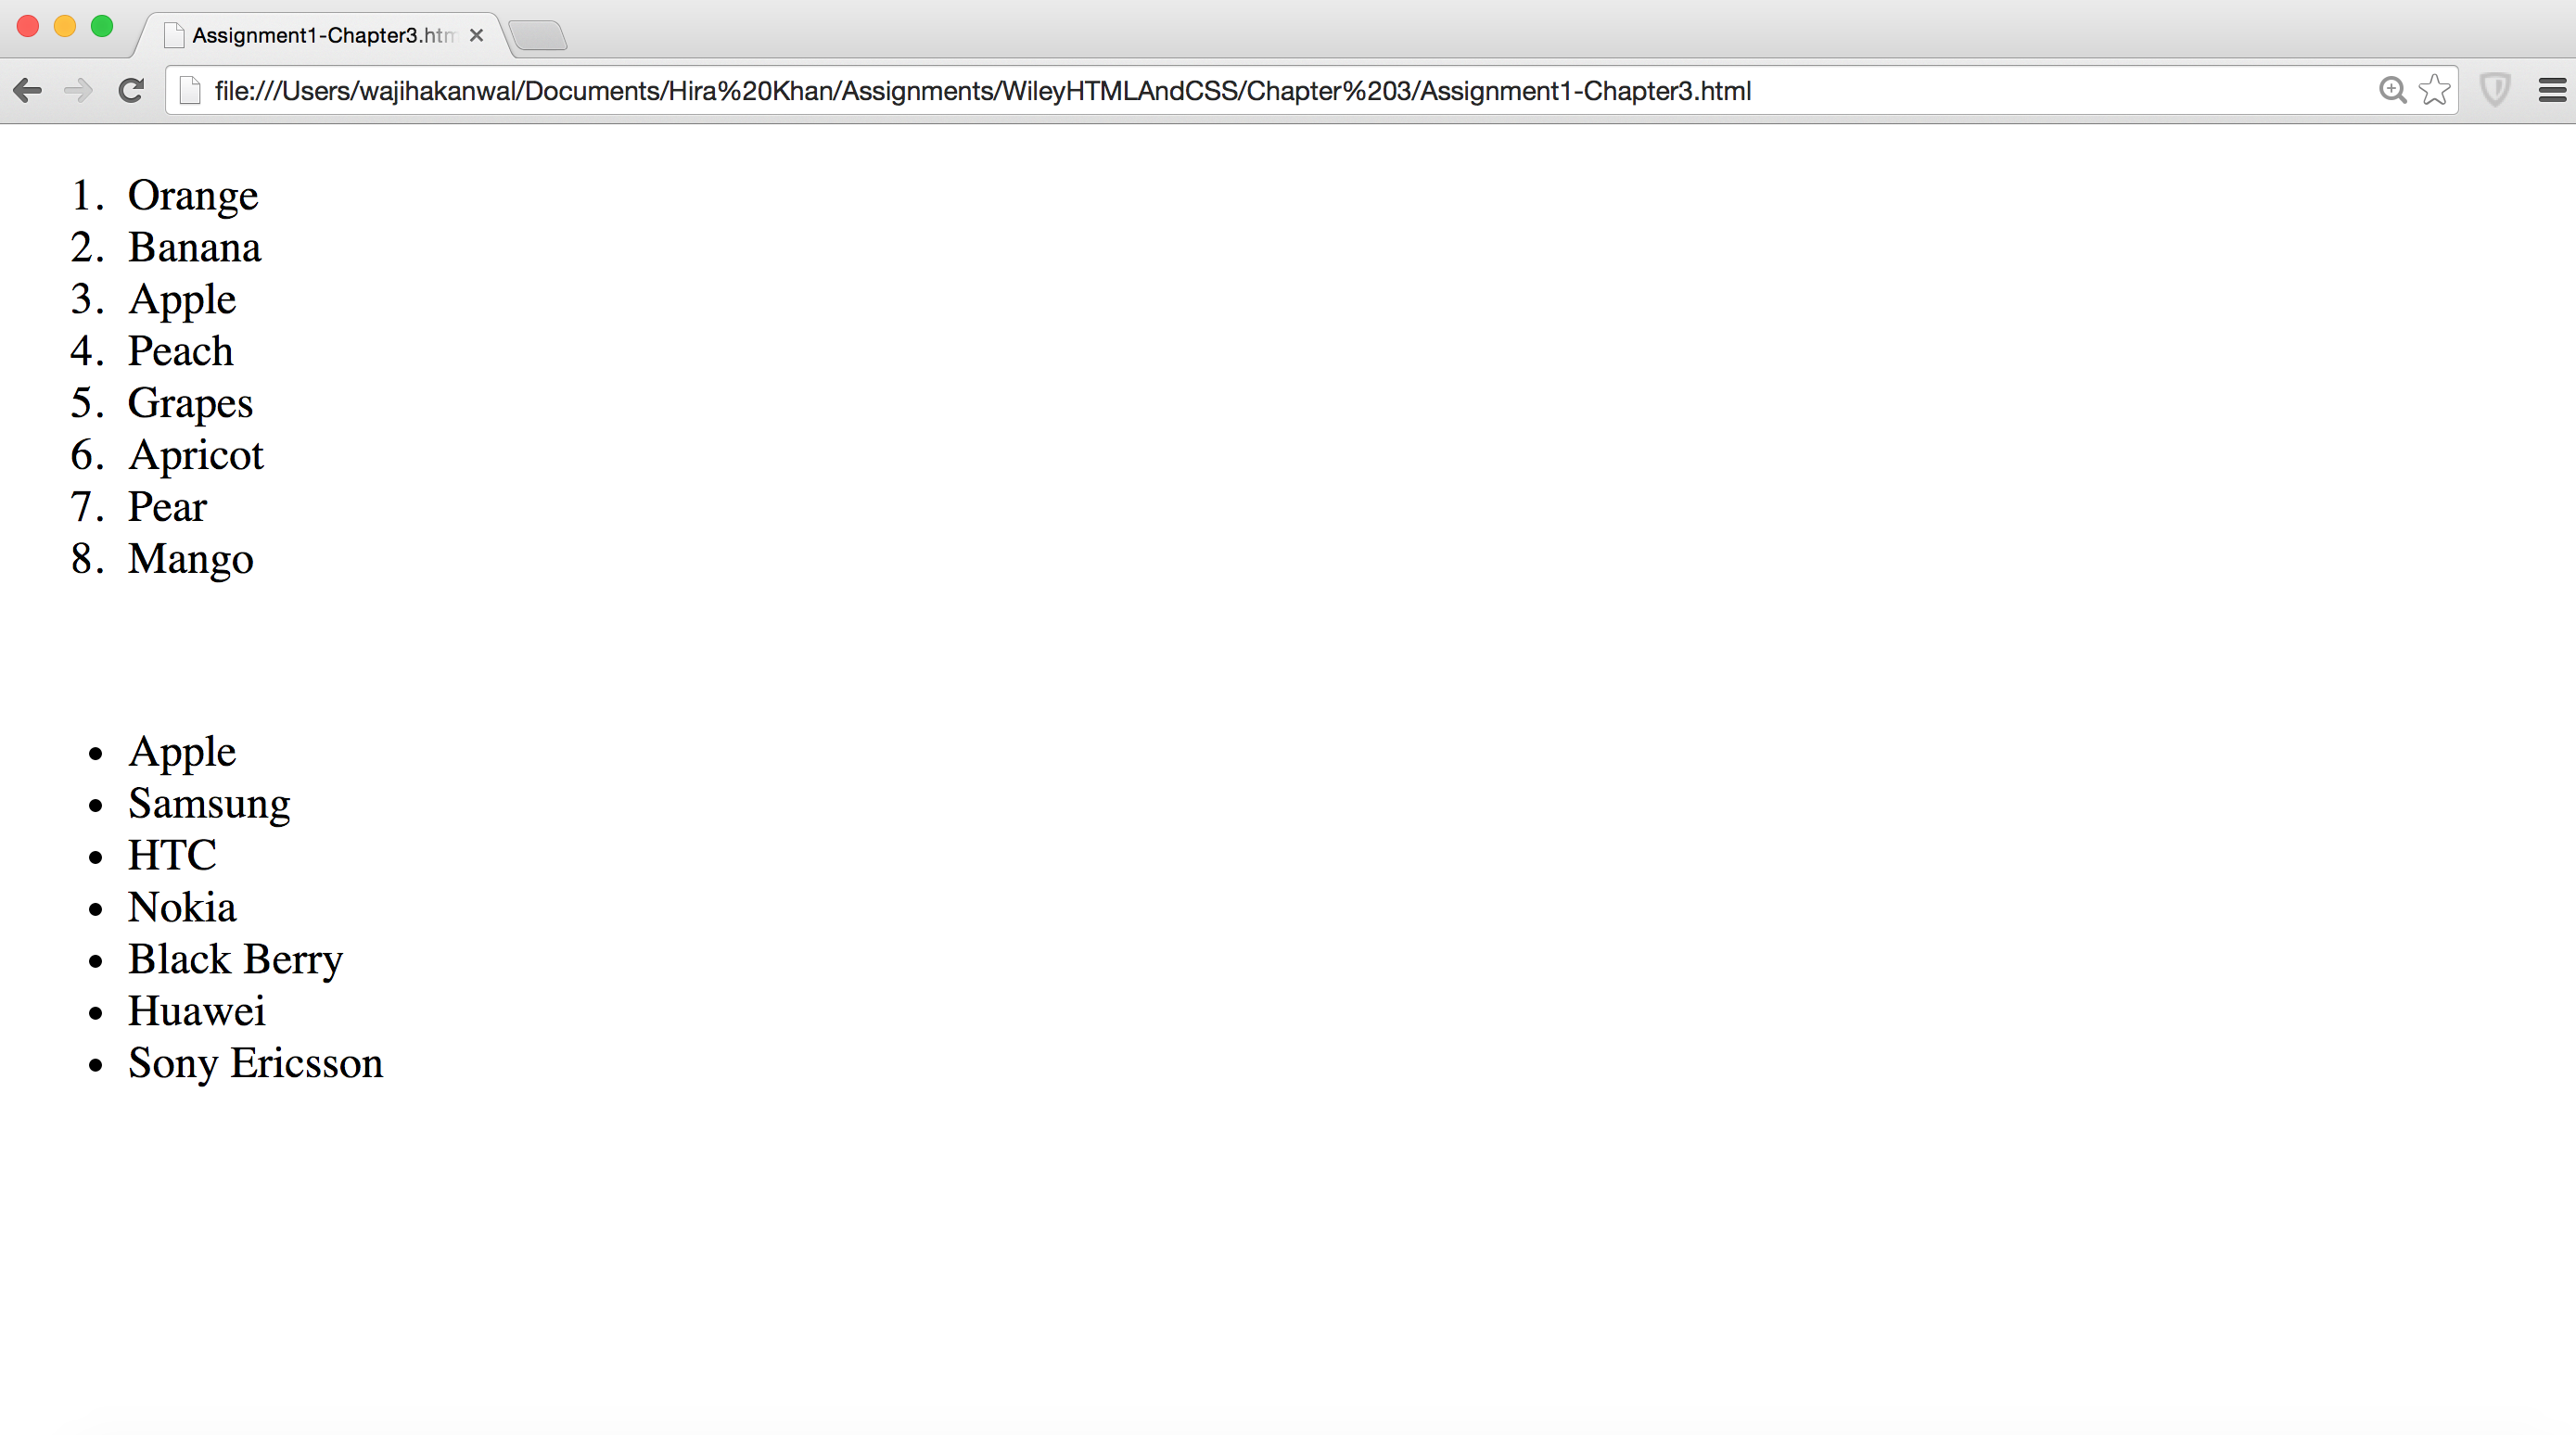 Assignment1-Chapter3.htm
file:///Users/wajihakanwal/Documents/Hira%20Khan/Assignments/WileyHTMLAndCSS/Chapter%203/Assignment1-Chapter3.html
1. Orange
2. Banana
3. Apple
4. Peach
5. Grapes
6. Apricot
7. Pear
8. Mango
• Apple
• Samsung
• HTC
• Nokia
• Black Berry
• Huawei
• Sony Ericsson